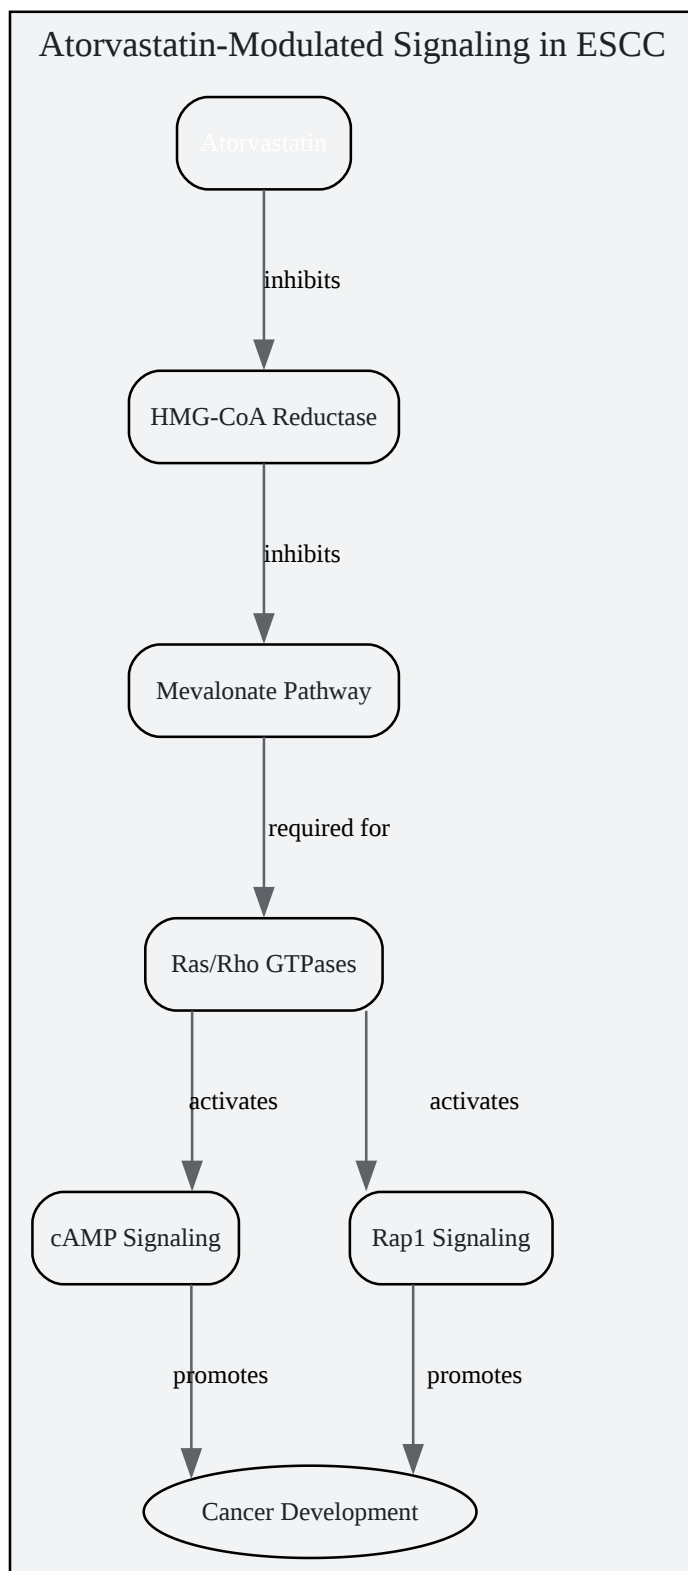 Atorvastatin-Modulated Signaling in ESCC
Atorvastatin
inhibits
HMG-CoA Reductase
inhibits
Mevalonate Pathway
required for
Ras/Rho GTPases
activates
activates
cAMP Signaling
Rap1 Signaling
promotes
promotes
Cancer Development